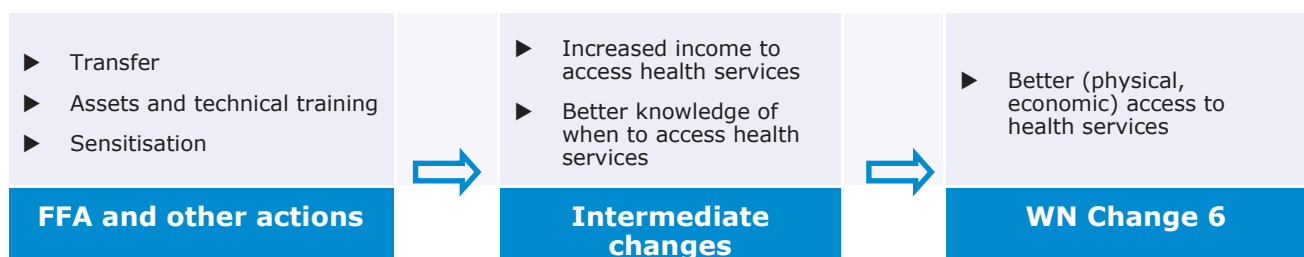 Transfer
Assets and technical training
Sensitisation
FFA and other actions
Increased income to
access health services
Better knowledge of
when to access health
services
Intermediate
changes
Better (physical,
economic) access to
health services
WN Change 6